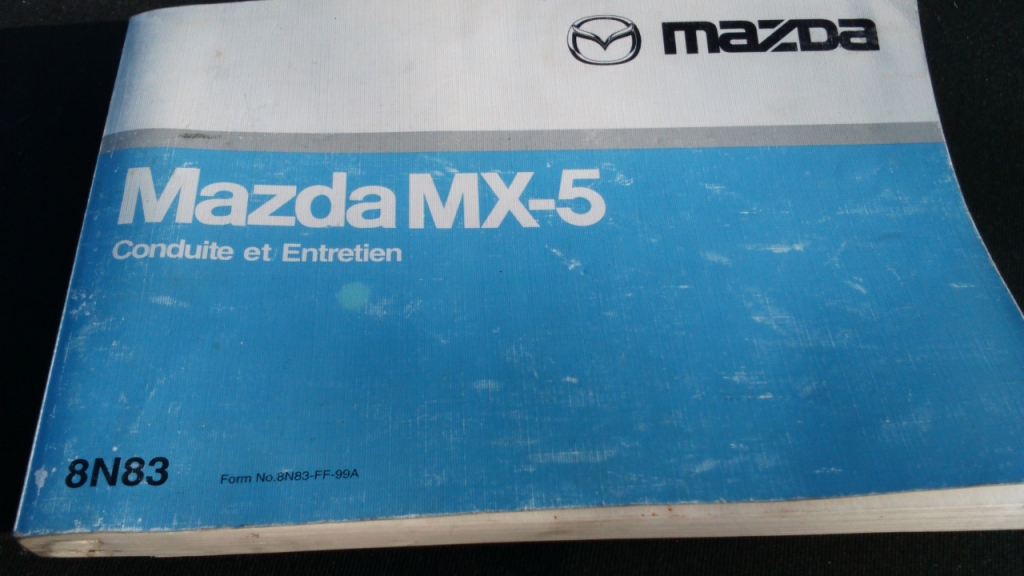 mazda
Mazda MX-5
Conduite et Entretien
8N83 Form No.8N83-FF-99A